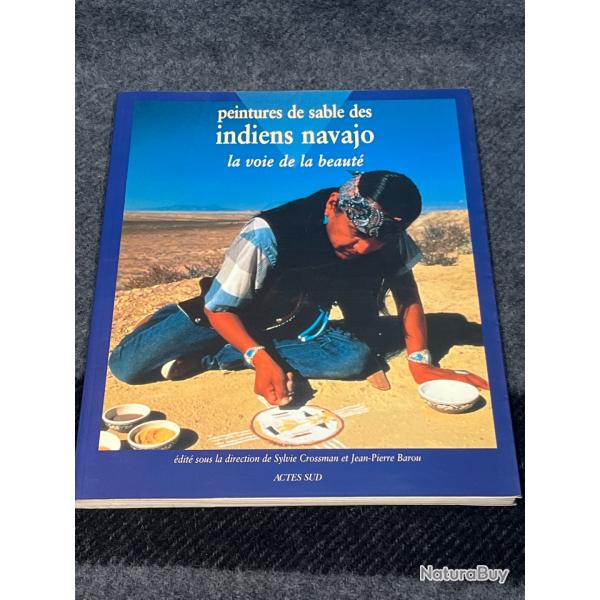 peintures de sable des
indiens navajo
la voie de la beauté
édité sous la direction de Sylvie Crossman et Jean-Pierre Barou
ACTES SUD
NaturaBuy